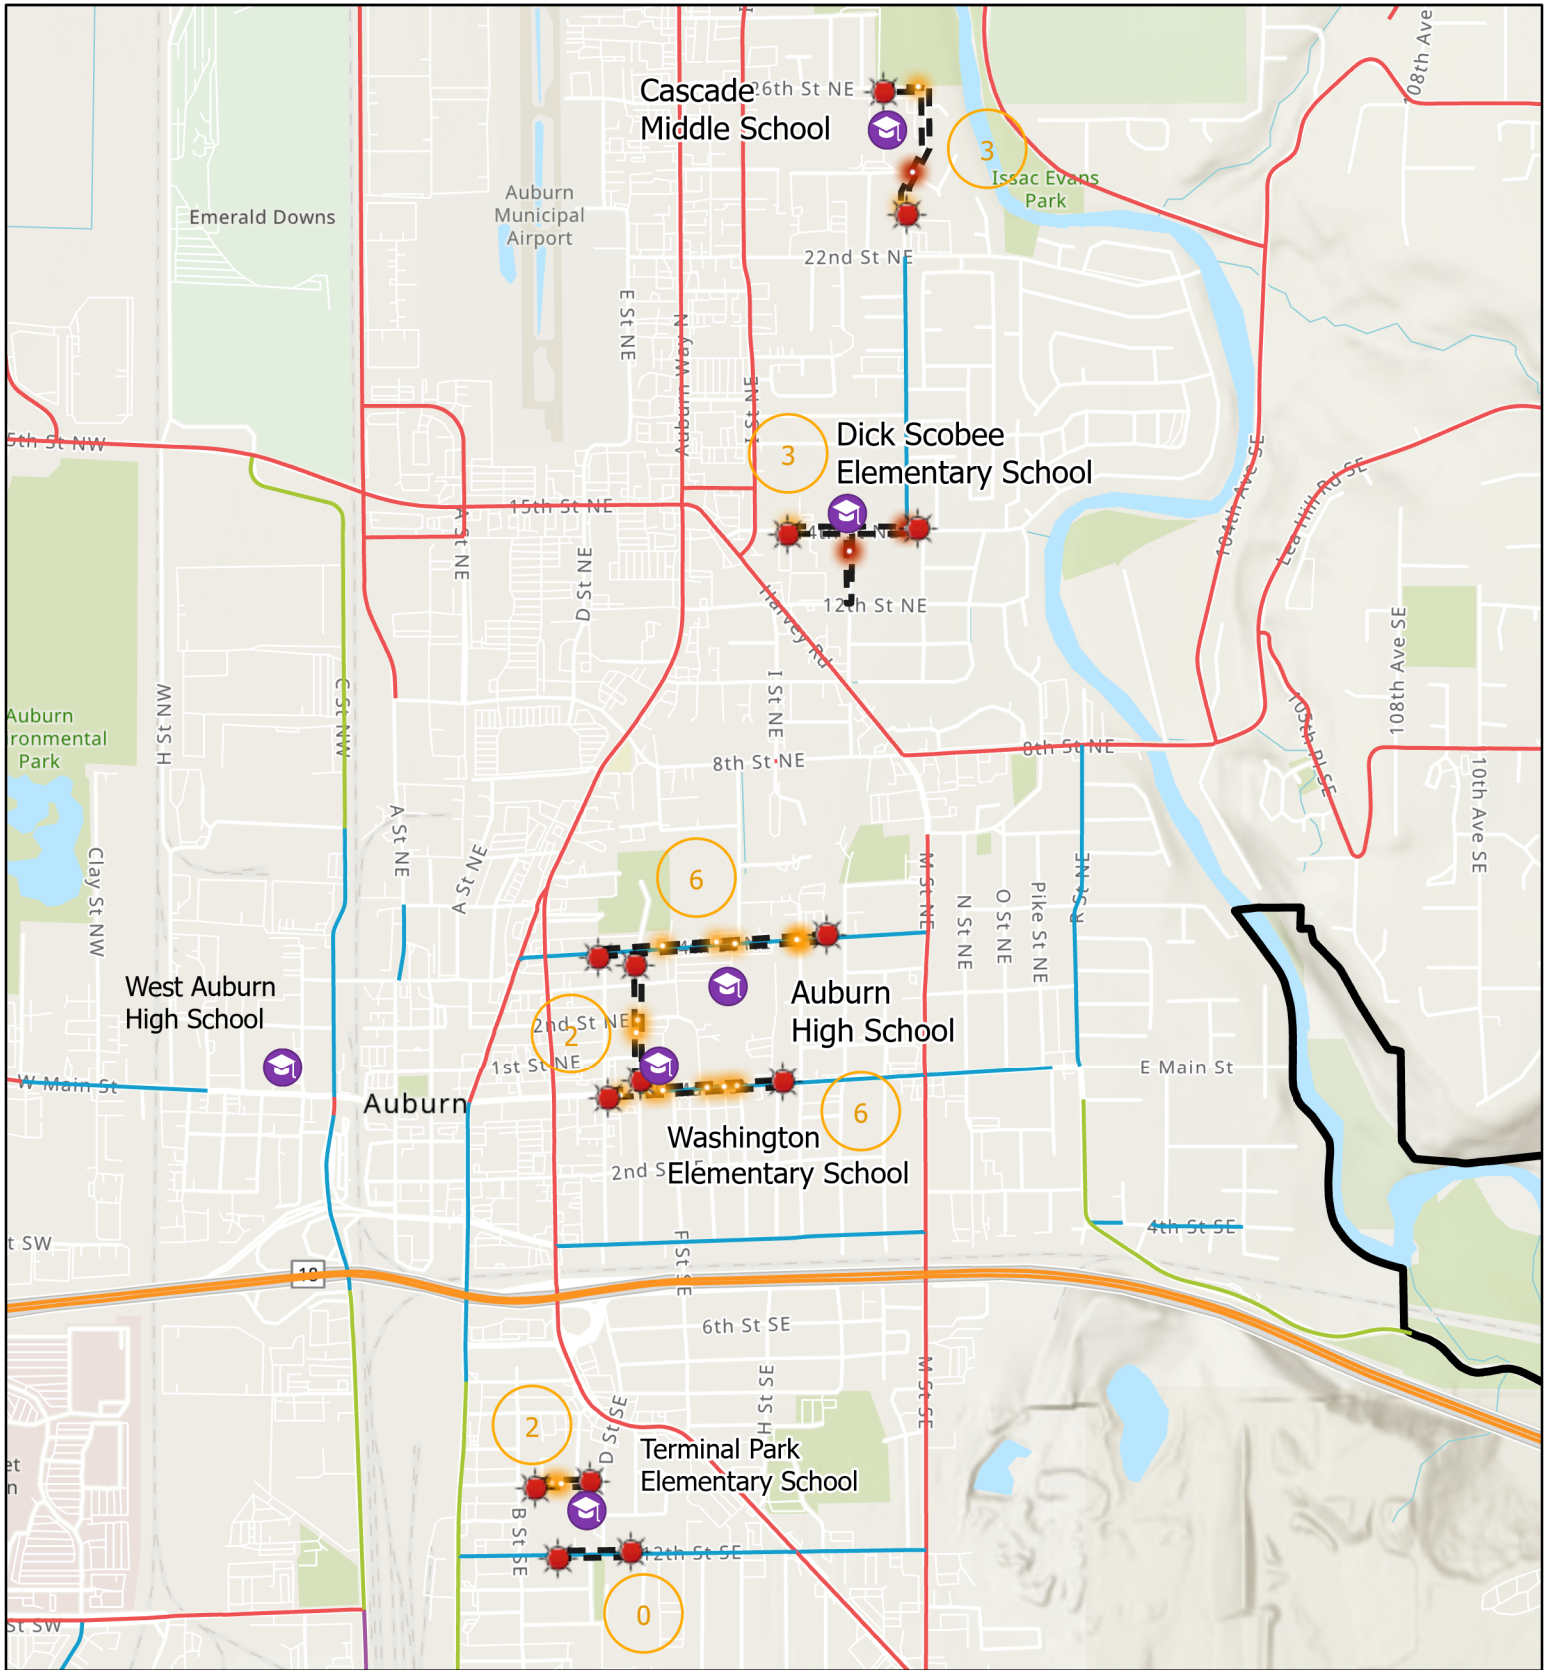 108th Ave
Cascade
Middle School
26th St NE
3
Issac Evans
Park
Auburn
Municipal
Airport
Emerald Downs
22nd St NE
E St NE
Auburn Way N
I St NE
5th St NW
3
Dick Scobee
Elementary School
15th St NE
A St NE
D St NE
104th Ave SE
Lea Hill Rd SE
12th St NE
Harvey Rd
I St NE
108th Ave SE
105th Pl SE
H St NW
C St NW
Auburn
ronmental
Park
8th St NE
8th St NE
10th Ave SE
A St NE
A St NE
Clay St NW
6
M St NE
N St NE
O St NE
Pike St NE
R St NE
West Auburn
High School
Auburn
High School
2nd St NE
2
1st St NE
W Main St
E Main St
Auburn
6
Washington
Elementary School
2nd S
t SW
F St SE
4th St SE
18
6th St SE
H St SE
M St SE
2
D St SE
Terminal Park
Elementary School
et
n
B St SE
12th St SE
0
St SW